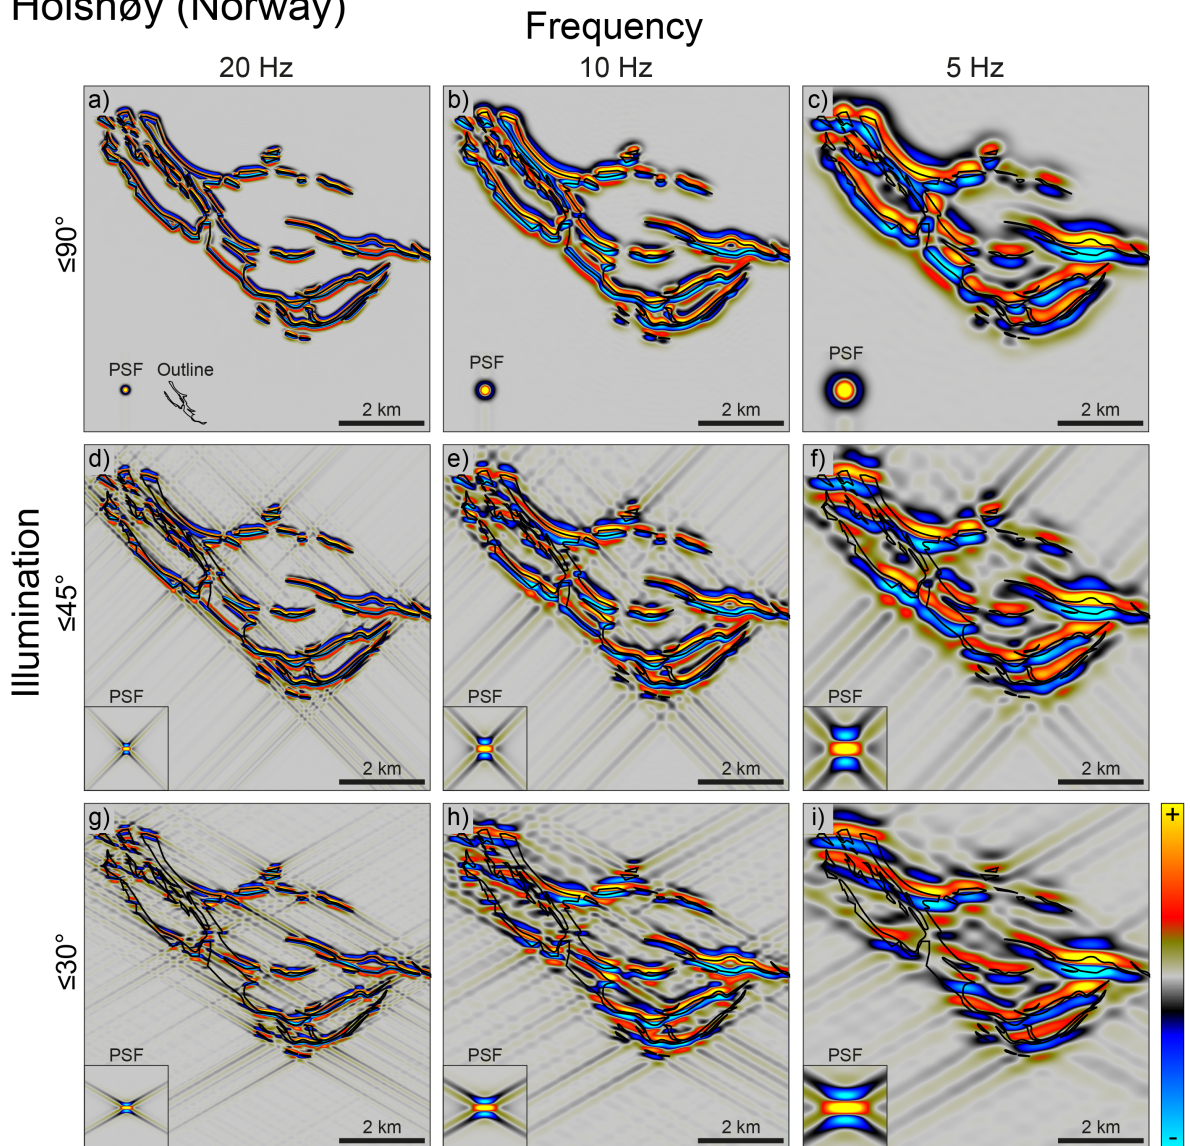 Holsnøy (Norway)
Frequency
20 Hz
10 Hz
5 Hz
Illumination
≤90°
a)
PSF
Outline
2 km
b)
PSF
2 km
c)
PSF
2 km
≤45°
d)
PSF
2 km
e)
PSF
2 km
f)
PSF
2 km
≤30°
g)
PSF
2 km
h)
PSF
2 km
i)
PSF
2 km
+
-